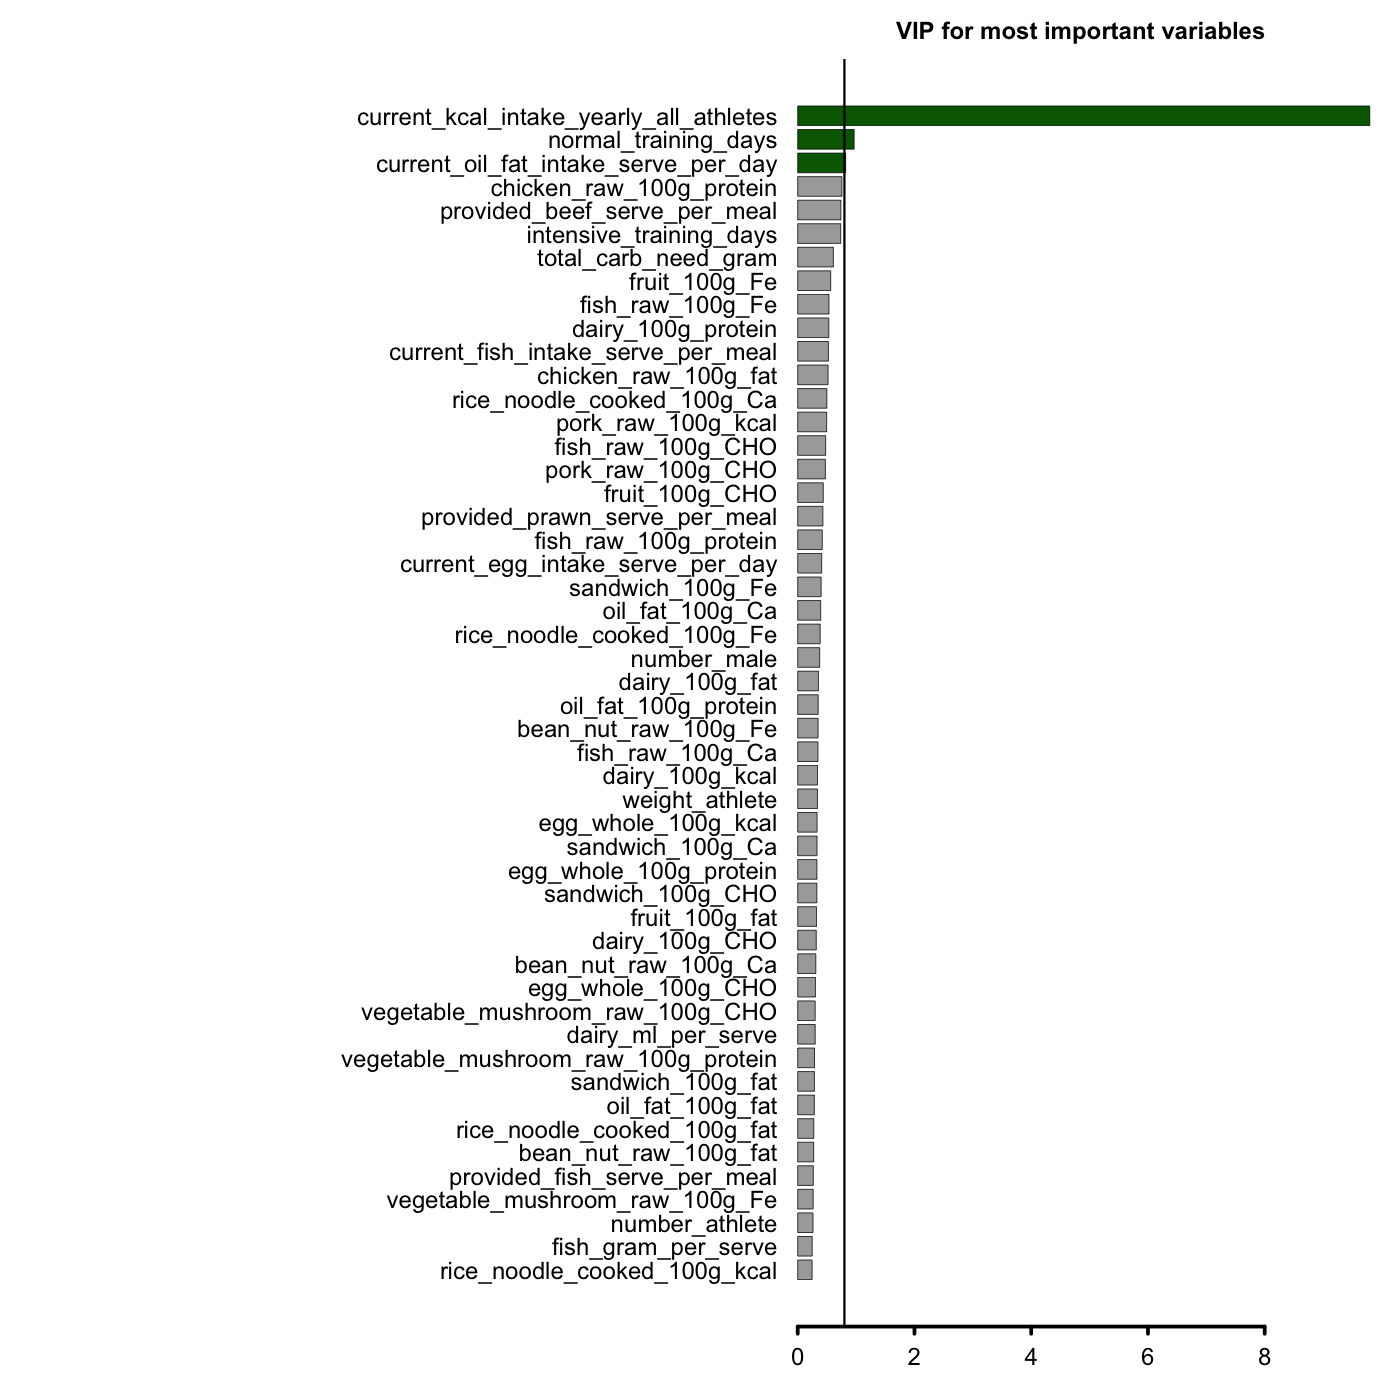 VIP for most important variables
current_kcal_intake_yearly_all_athletes
normal_training_days
current_oil_fat_intake_serve_per_day
chicken_raw_100g_protein
provided_beef_serve_per_meal
intensive_training_days
total_carb_need_gram
fruit_100g_Fe
fish_raw_100g_Fe
dairy_100g_protein
current_fish_intake_serve_per_meal
chicken_raw_100g_fat
rice_noodle_cooked_100g_Ca
pork_raw_100g_kcal
fish_raw_100g_CHO
pork_raw_100g_CHO
fruit_100g_CHO
provided_prawn_serve_per_meal
fish_raw_100g_protein
current_egg_intake_serve_per_day
sandwich_100g_Fe
oil_fat_100g_Ca
rice_noodle_cooked_100g_Fe
number_male
dairy_100g_fat
oil_fat_100g_protein
bean_nut_raw_100g_Fe
fish_raw_100g_Ca
dairy_100g_kcal
weight_athlete
egg_whole_100g_kcal
sandwich_100g_Ca
egg_whole_100g_protein
sandwich_100g_CHO
fruit_100g_fat
dairy_100g_CHO
bean_nut_raw_100g_Ca
egg_whole_100g_CHO
vegetable_mushroom_raw_100g_CHO
dairy_ml_per_serve
vegetable_mushroom_raw_100g_protein
sandwich_100g_fat
oil_fat_100g_fat
rice_noodle_cooked_100g_fat
bean_nut_raw_100g_fat
provided_fish_serve_per_meal
vegetable_mushroom_raw_100g_Fe
number_athlete
fish_gram_per_serve
rice_noodle_cooked_100g_kcal
0 2 4 6 8